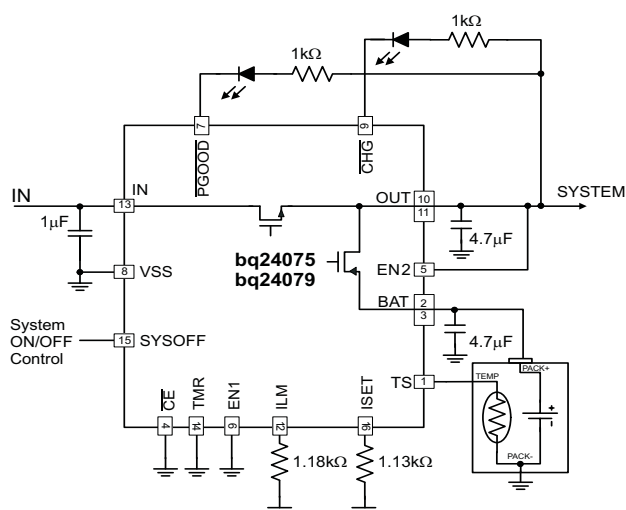 1kΩ
1kΩ
7
9
PGOOD
CHG
IN
IN
13
OUT
10
11
SYSTEM
1μF
4.7μF
bq24075
bq24079
EN2
5
8
VSS
BAT
2
3
System
ON/OFF
Control
15
SYSOFF
4.7μF
TS
1
TEMP
PACK+
+
-
PACK-
CE
TMR
EN1
ILM
ISET
4
14
6
12
16
1.18kΩ
1.13kΩ